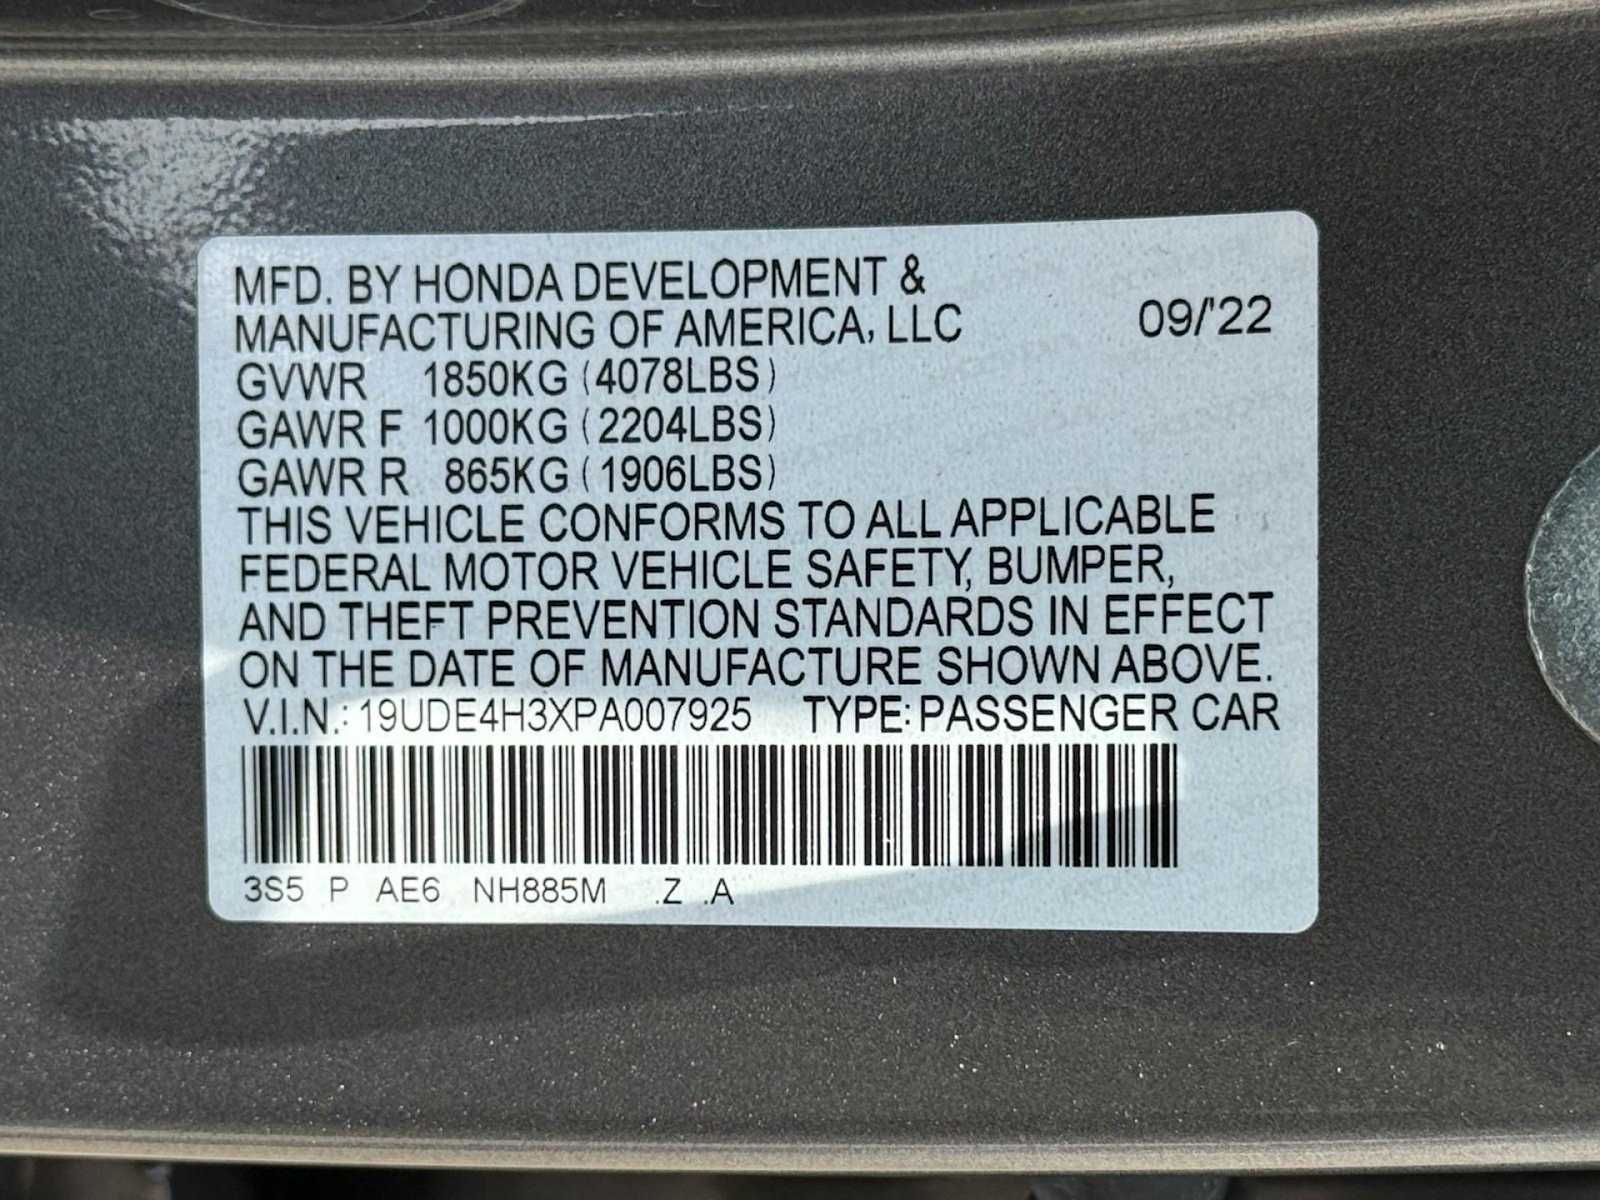 MFD. BY HONDA DEVELOPMENT &
MANUFACTURING OF AMERICA, LLC 09/'22
GVWR 1850KG (4078LBS)
GAWR F 1000KG (2204LBS)
GAWR R 865KG (1906LBS)
THIS VEHICLE CONFORMS TO ALL APPLICABLE
FEDERAL MOTOR VEHICLE SAFETY, BUMPER,
AND THEFT PREVENTION STANDARDS IN EFFECT
ON THE DATE OF MANUFACTURE SHOWN ABOVE.
V.I.N.: 19UDE4H3XPA007925 TYPE: PASSENGER CAR
3S5 P AE6 NH885M .Z .A